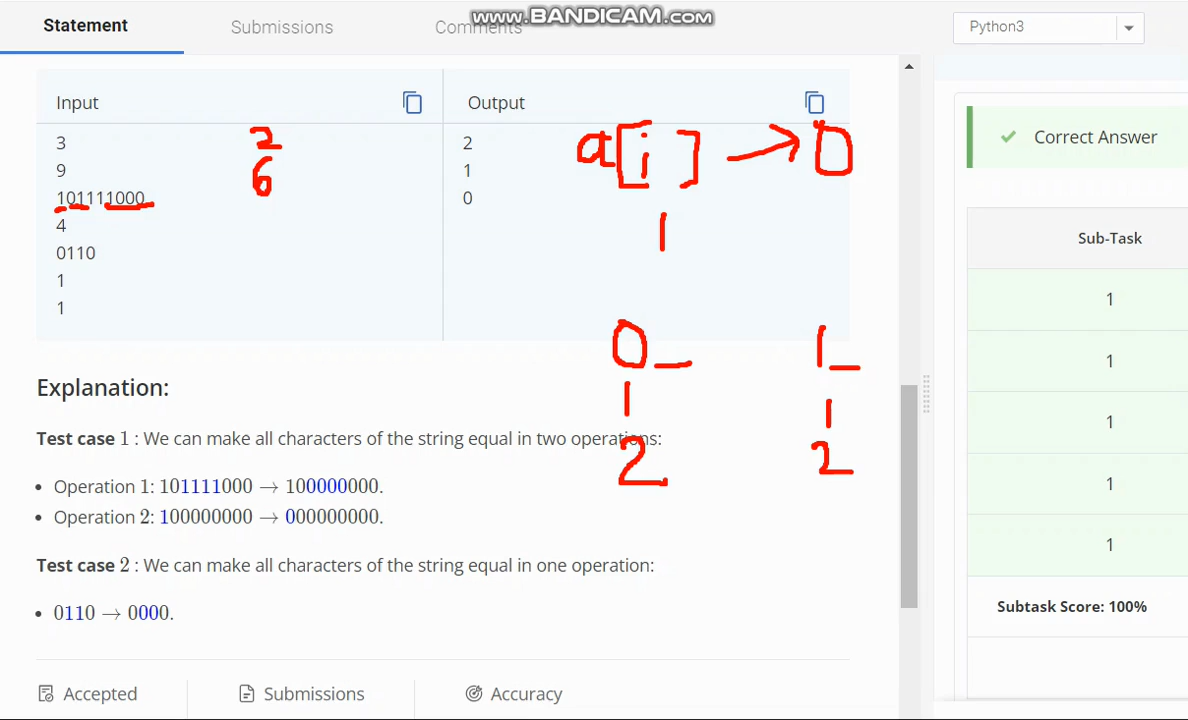 www.BANDICAM.com
Statement
Submissions
Comments
Python3
Input
Output
3
9
101111000
4
0110
1
1
2
6
2
1
0
a[i] → 0
1
0_
1
2
1_
1
2
Explanation:
Test case 1 : We can make all characters of the string equal in two operations:
• Operation 1: 101111000 → 100000000.
• Operation 2: 100000000 → 000000000.
Test case 2 : We can make all characters of the string equal in one operation:
• 0110 → 0000.
Accepted
Submissions
Accuracy
Correct Answer
Sub-Task
1
1
1
1
1
Subtask Score: 100%